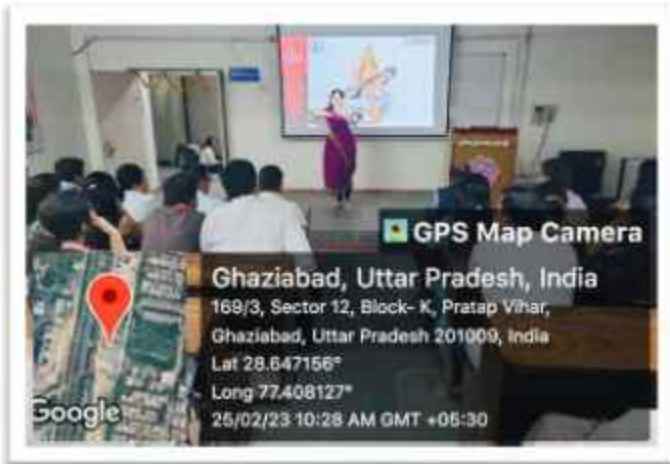 GPS Map Camera
Ghaziabad, Uttar Pradesh, India
169/3, Sector 12, Block- K, Pratap Vihar,
Ghaziabad, Uttar Pradesh 201009, India
Lat 28.647156°
Long 77.408127°
25/02/23 10:28 AM GMT +05:30
Google